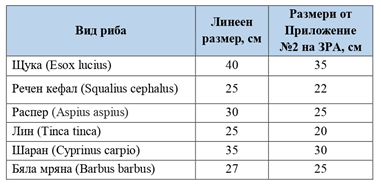 Вид риба | Линеен размер, см | Размери от Приложение №2 на ЗРА, см
Щука (Esox lucius) | 40 | 35
Речен кефал (Squalius cephalus) | 25 | 22
Распер (Aspius aspius) | 30 | 25
Лин (Tinca tinca) | 25 | 20
Шаран (Cyprinus carpio) | 35 | 30
Бяла мряна (Barbus barbus) | 27 | 25